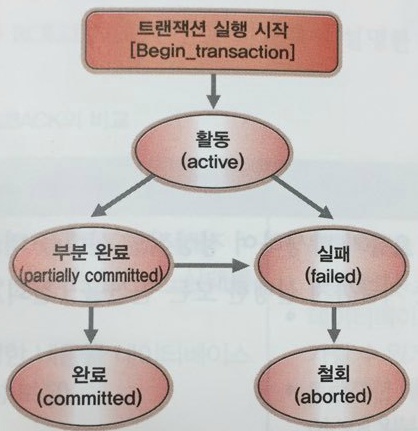 트랜잭션 실행 시작
[Begin_transaction]
활동
(active)
부분 완료
(partially committed)
실패
(failed)
완료
(committed)
철회
(aborted)